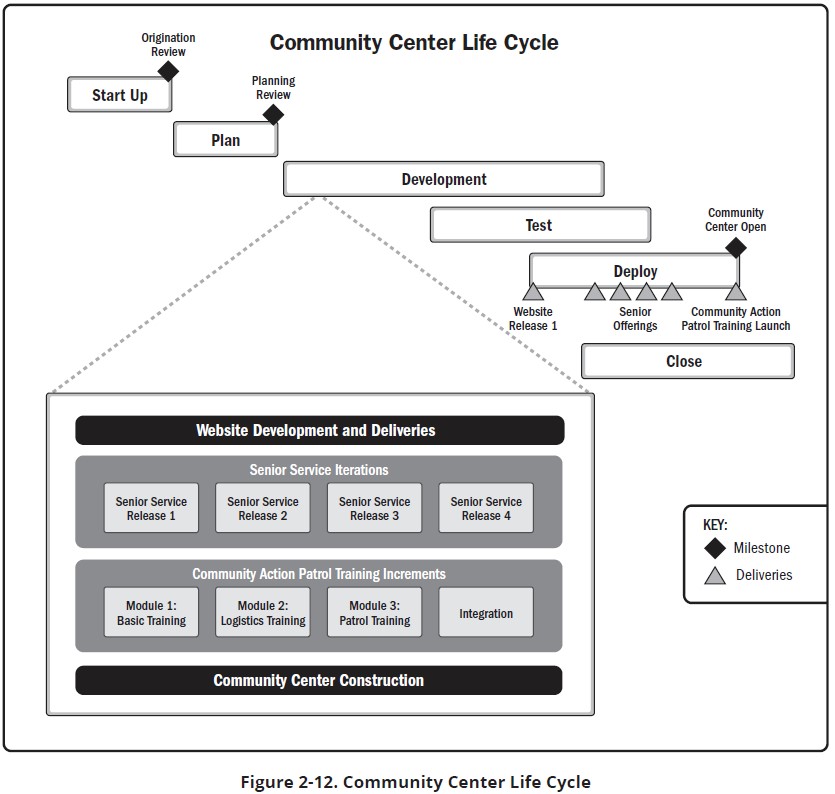 Community Center Life Cycle
Origination
Review
Start Up
Planning
Review
Plan
Development
Test
Community
Center Open
Deploy
Website
Release 1
Senior
Offerings
Community Action
Patrol Training Launch
Close
Website Development and Deliveries
Senior Service Iterations
Senior Service
Release 1
Senior Service
Release 2
Senior Service
Release 3
Senior Service
Release 4
Community Action Patrol Training Increments
Module 1:
Basic Training
Module 2:
Logistics Training
Module 3:
Patrol Training
Integration
Community Center Construction
KEY:
Milestone
Deliveries
Figure 2-12. Community Center Life Cycle